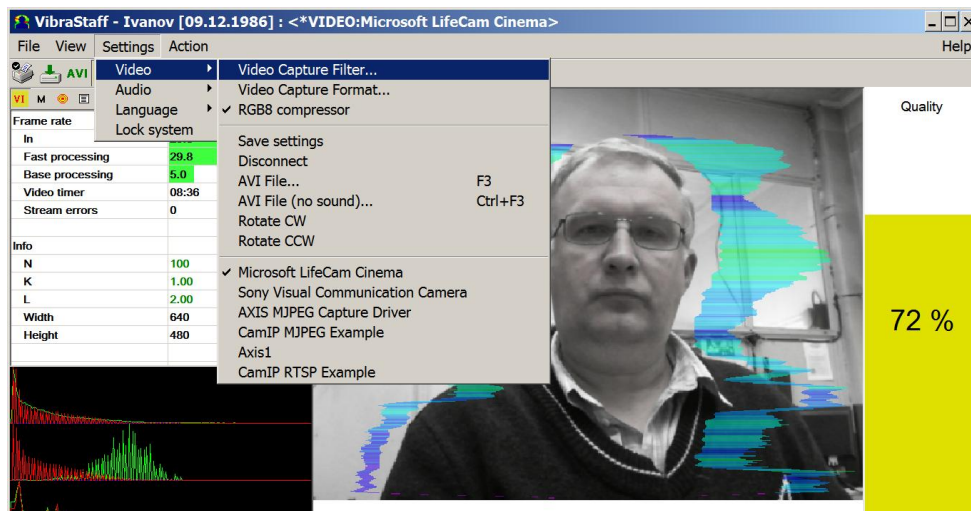 VibraStaff - Ivanov [09.12.1986] : <*VIDEO:Microsoft LifeCam Cinema>
File View Settings Action Help
AVI
Video
Audio
Language
Lock system
Video Capture Filter...
Video Capture Format...
RGB8 compressor
Save settings
Disconnect
AVI File... F3
AVI File (no sound)... Ctrl+F3
Rotate CW
Rotate CCW
Microsoft LifeCam Cinema
Sony Visual Communication Camera
AXIS MJPEG Capture Driver
CamIP MJPEG Example
Axis1
CamIP RTSP Example
VI M
Frame rate
In
Fast processing 29.8
Base processing 5.0
Video timer 08:36
Stream errors 0
Info
N 100
K 1.00
L 2.00
Width 640
Height 480
Quality
72 %